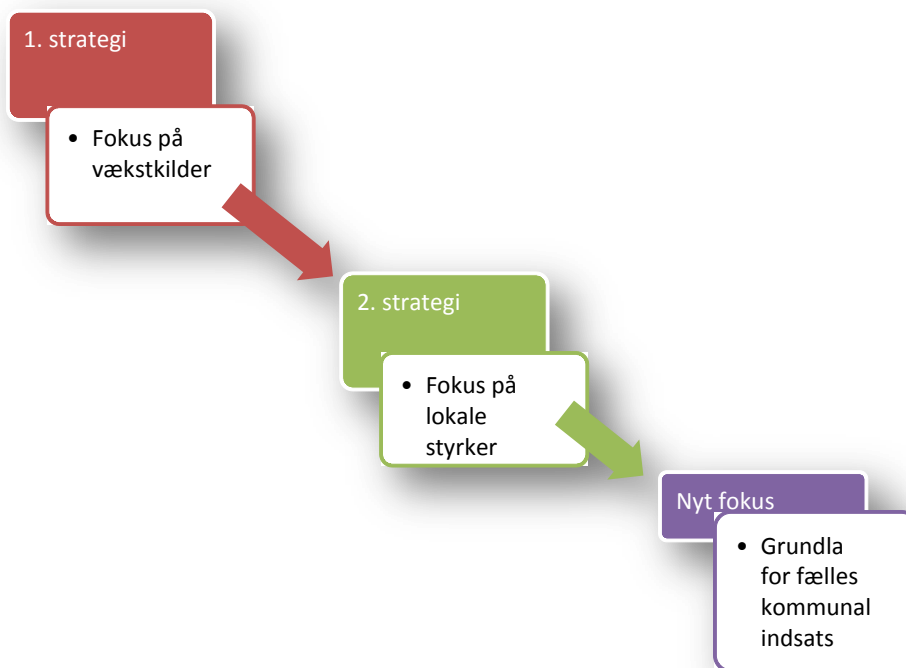 1. strategi
• Fokus på
vækstkilder
2. strategi
• Fokus på
lokale
styrker
Nyt fokus
• Grundla
for fælles
kommunal
indsats